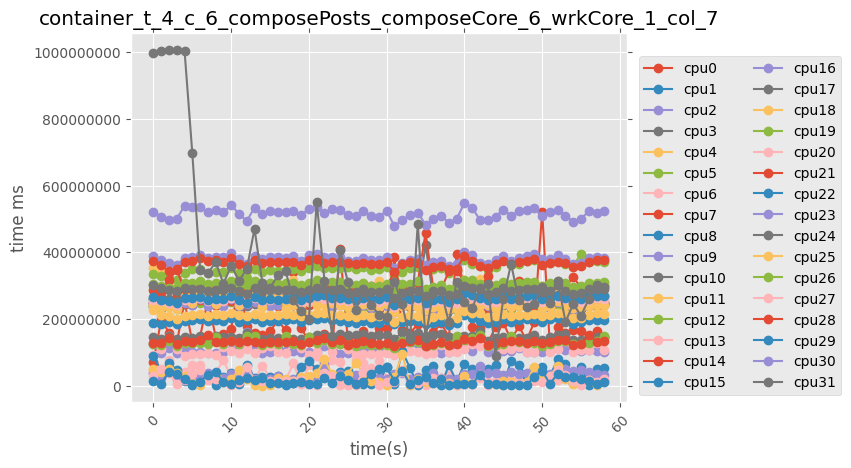 container_t_4_c_6_composePosts_composeCore_6_wrkCore_1_col_7
1000000000
800000000
600000000
400000000
200000000
0
time ms
0 10 20 30 40 50 60
time(s)
cpu0 cpu16
cpu1 cpu17
cpu2 cpu18
cpu3 cpu19
cpu4 cpu20
cpu5 cpu21
cpu6 cpu22
cpu7 cpu23
cpu8 cpu24
cpu9 cpu25
cpu10 cpu26
cpu11 cpu27
cpu12 cpu28
cpu13 cpu29
cpu14 cpu30
cpu15 cpu31